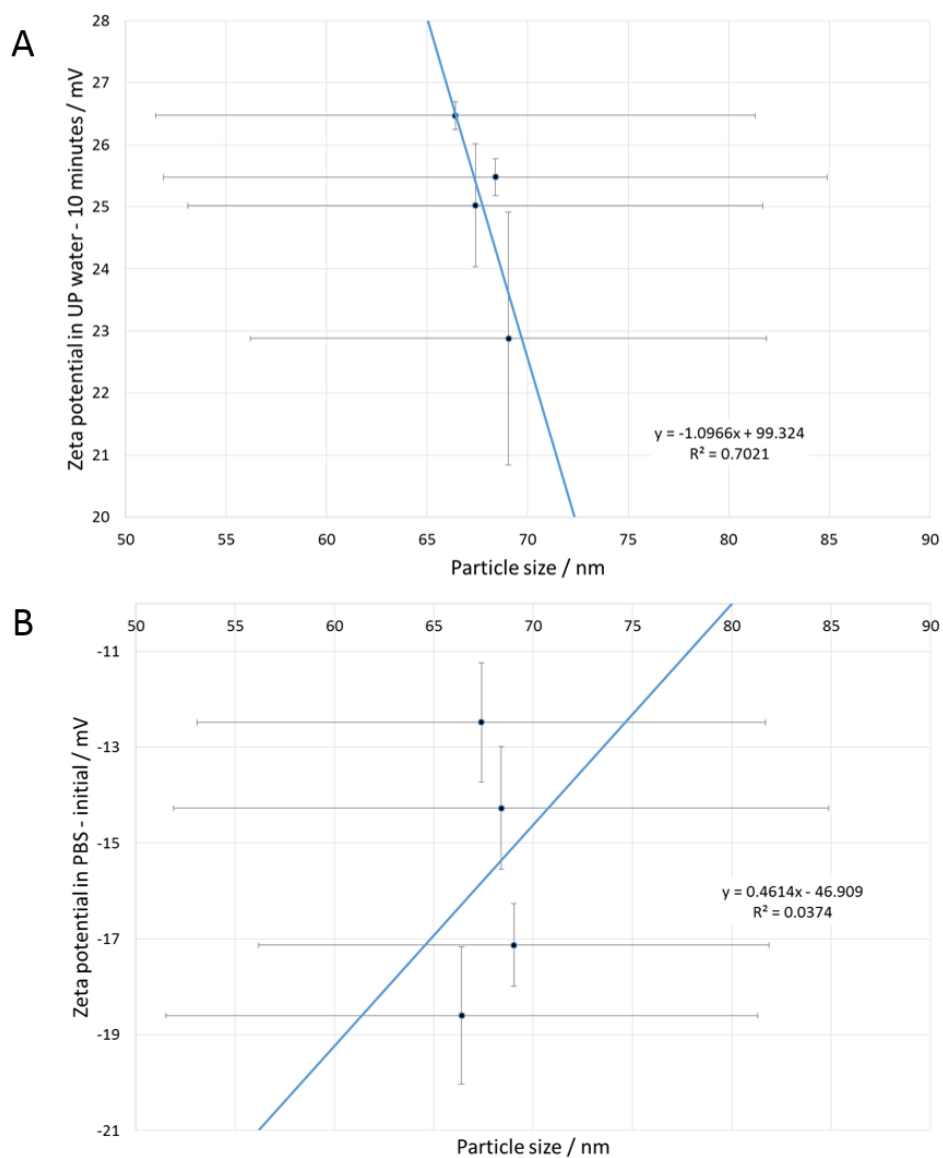 A
Zeta potential in UP water - 10 minutes / mV
28
27
26
25
24
23
22
21
20
y = -1.0966x + 99.324
R² = 0.7021
50 55 60 65 70 75 80 85 90
Particle size / nm
B
50 55 60 65 70 75 80 85 90
Zeta potential in PBS - initial/ mV
-11
-13
-15
-17
-19
-21
y = 0.4614x - 46.909
R² = 0.0374
Particle size / nm